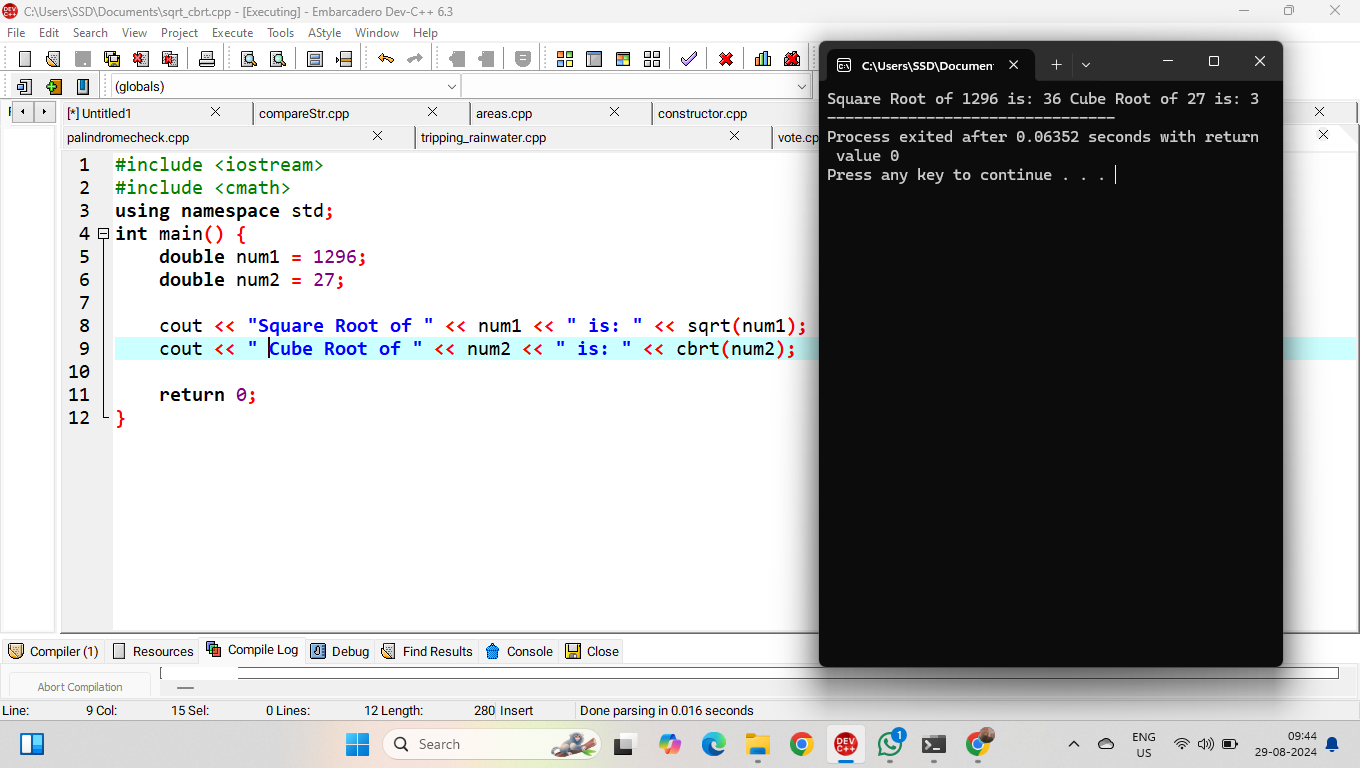 C:\Users\SSD\Documents\sqrt_cbrt.cpp - [Executing] - Embarcadero Dev-C++ 6.3
File Edit Search View Project Execute Tools AStyle Window Help
(globals)
[*] Untitled1 compareStr.cpp areas.cpp constructor.cpp
palindromecheck.cpp tripping_rainwater.cpp vote.cp
1 #include <iostream>
2 #include <cmath>
3 using namespace std;
4 int main() {
5 double num1 = 1296;
6 double num2 = 27;
7
8 cout << "Square Root of " << num1 << " is: " << sqrt(num1);
9 cout << " Cube Root of " << num2 << " is: " << cbrt(num2);
10
11 return 0;
12 }
C:\Users\SSD\Documen
Square Root of 1296 is: 36 Cube Root of 27 is: 3
--------------------------------
Process exited after 0.06352 seconds with return
value 0
Press any key to continue . . .
Compiler (1) Resources Compile Log Debug Find Results Console Close
Abort Compilation
Line: 9 Col: 15 Sel: 0 Lines: 12 Length: 280 Insert Done parsing in 0.016 seconds
Search
DEV
C++
1
ENG
US
09:44
29-08-2024